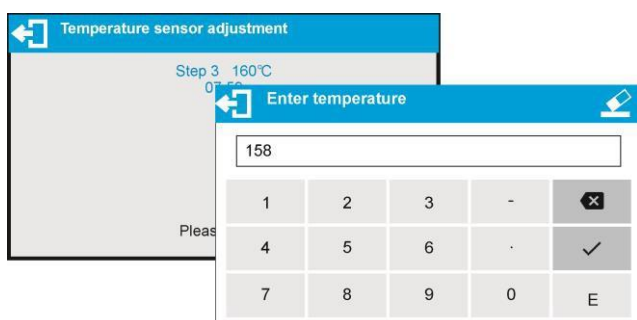 Temperature sensor adjustment
Step 3 160°C
Enter temperature
158
1 2 3 -
4 5 6 .
7 8 9 0 E